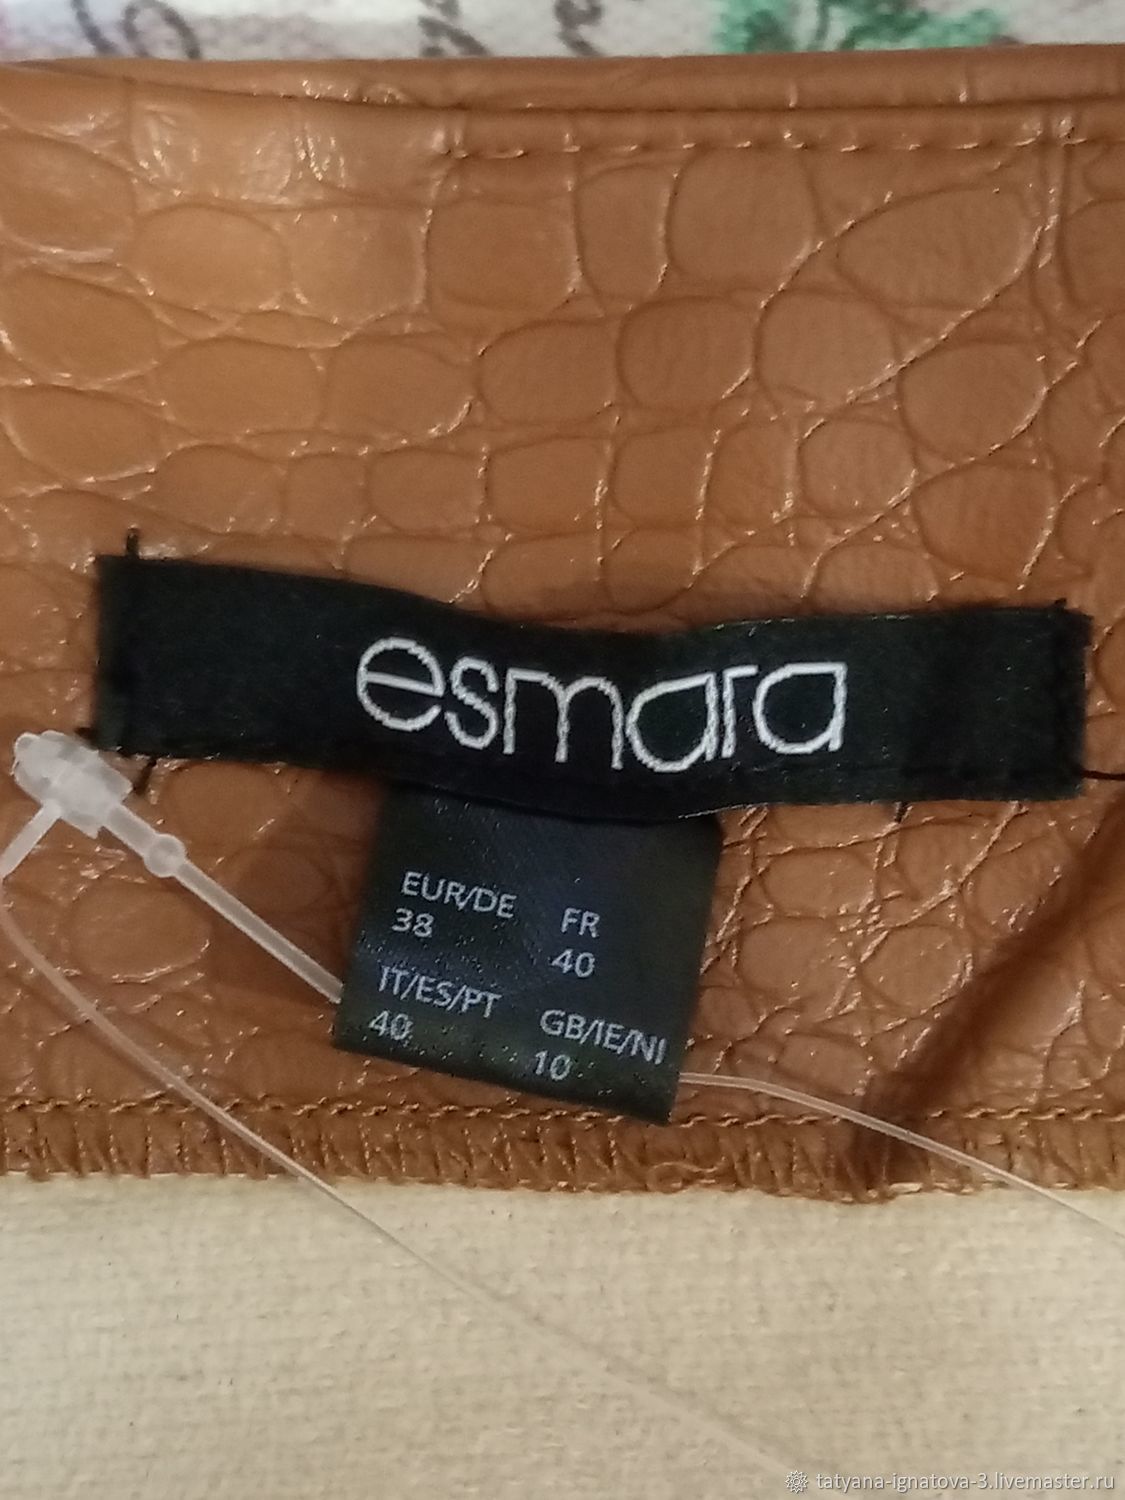 esmara
EUR/DE
38
FR
40
IT/ES/PT
40
GB/IE/NI
10
tatyana-ignatova-3.livemaster.ru